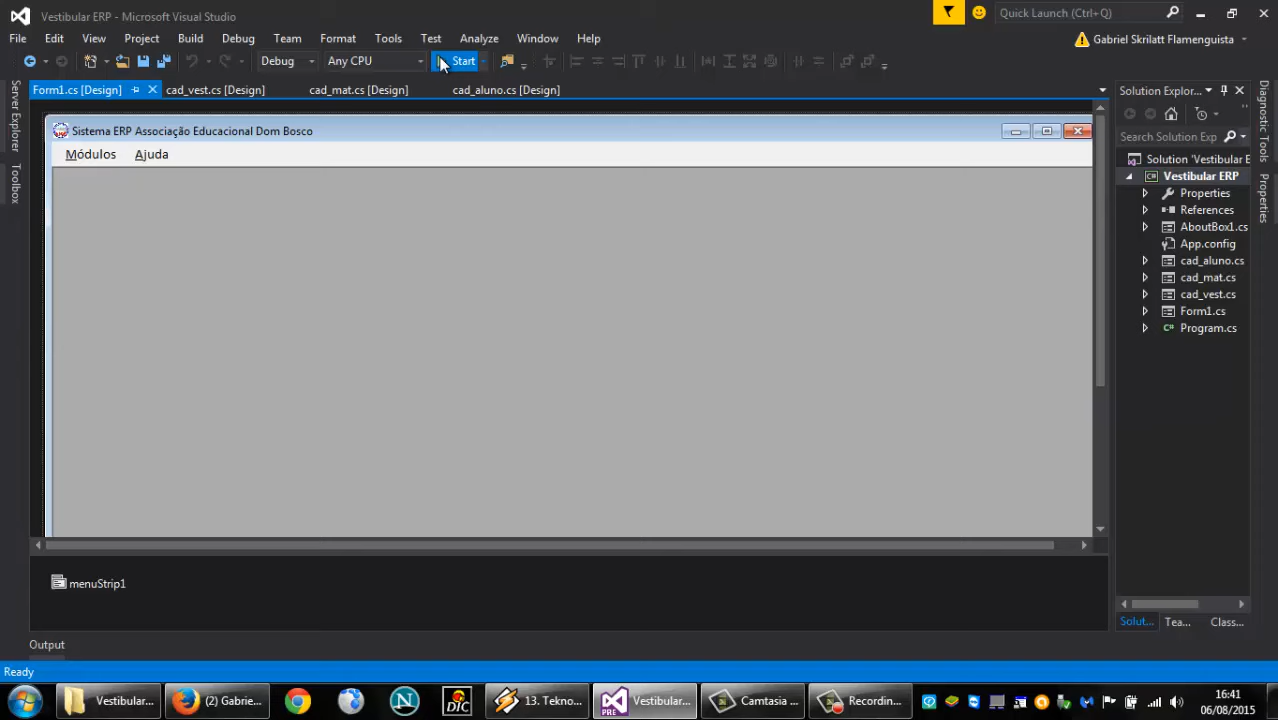 Vestibular ERP - Microsoft Visual Studio
Quick Launch (Ctrl+Q)
File Edit View Project Build Debug Team Format Tools Test Analyze Window Help
Gabriel Skrilatt Flamenguista
Debug Any CPU Start
Form1.cs [Design] cad_vest.cs [Design] cad_mat.cs [Design] cad_aluno.cs [Design]
Server Explorer
Toolbox
Sistema ERP Associação Educacional Dom Bosco
Módulos Ajuda
menuStrip1
Solution Explor...
Search Solution Exp
Solution 'Vestibular E
Vestibular ERP
C#
Properties
References
AboutBox1.cs
App.config
cad_aluno.cs
cad_mat.cs
cad_vest.cs
Form1.cs
Program.cs
Solut... Tea... Class...
Diagnostic Tools
Properties
Output
Ready
Vestibular... (2) Gabrie... DIC 13. Tekno... PRE Vestibular... Camtasia ... Recordin...
16:41
06/08/2015